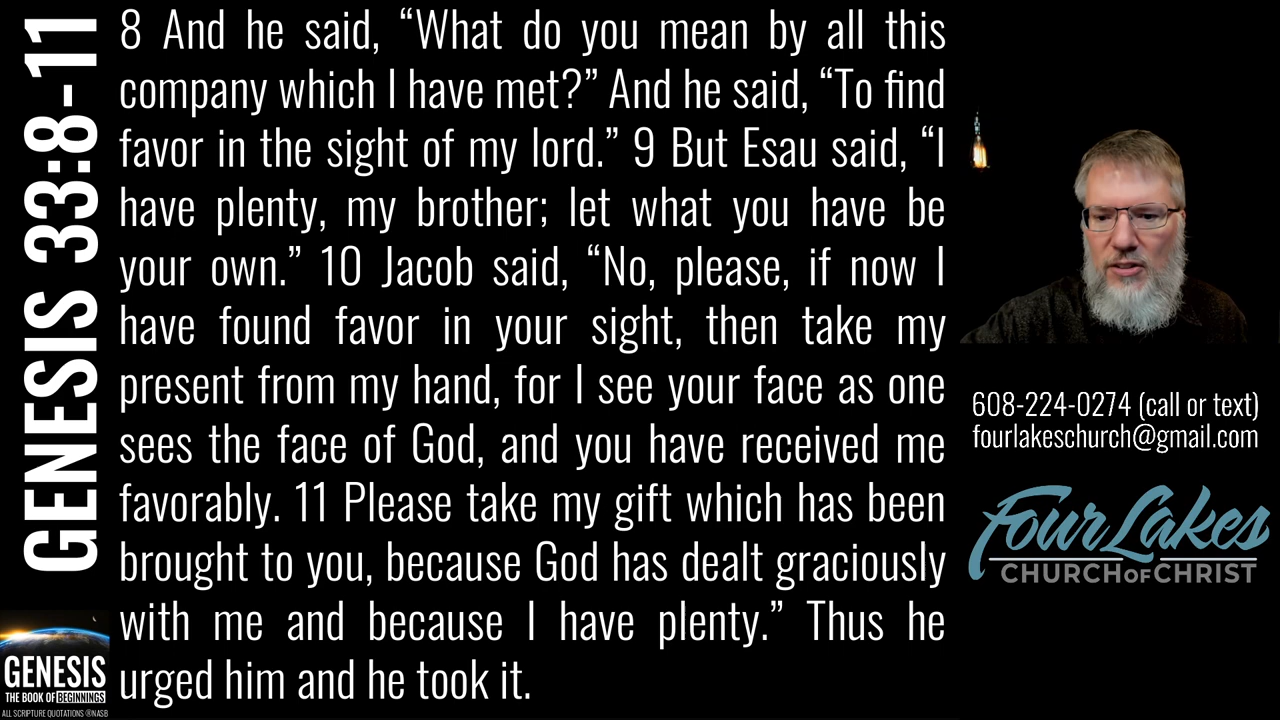 GENESIS 33:8-11
8 And he said, “What do you mean by all this
company which I have met?” And he said, “To find
favor in the sight of my lord.” 9 But Esau said, “I
have plenty, my brother; let what you have be
your own.” 10 Jacob said, “No, please, if now I
have found favor in your sight, then take my
present from my hand, for I see your face as one
sees the face of God, and you have received me
favorably. 11 Please take my gift which has been
brought to you, because God has dealt graciously
with me and because I have plenty.” Thus he
urged him and he took it.
608-224-0274 (call or text)
fourlakeschurch@gmail.com
Four Lakes
CHURCH OF CHRIST
GENESIS
THE BOOK OF BEGINNINGS
ALL SCRIPTURE QUOTATIONS ®NASB